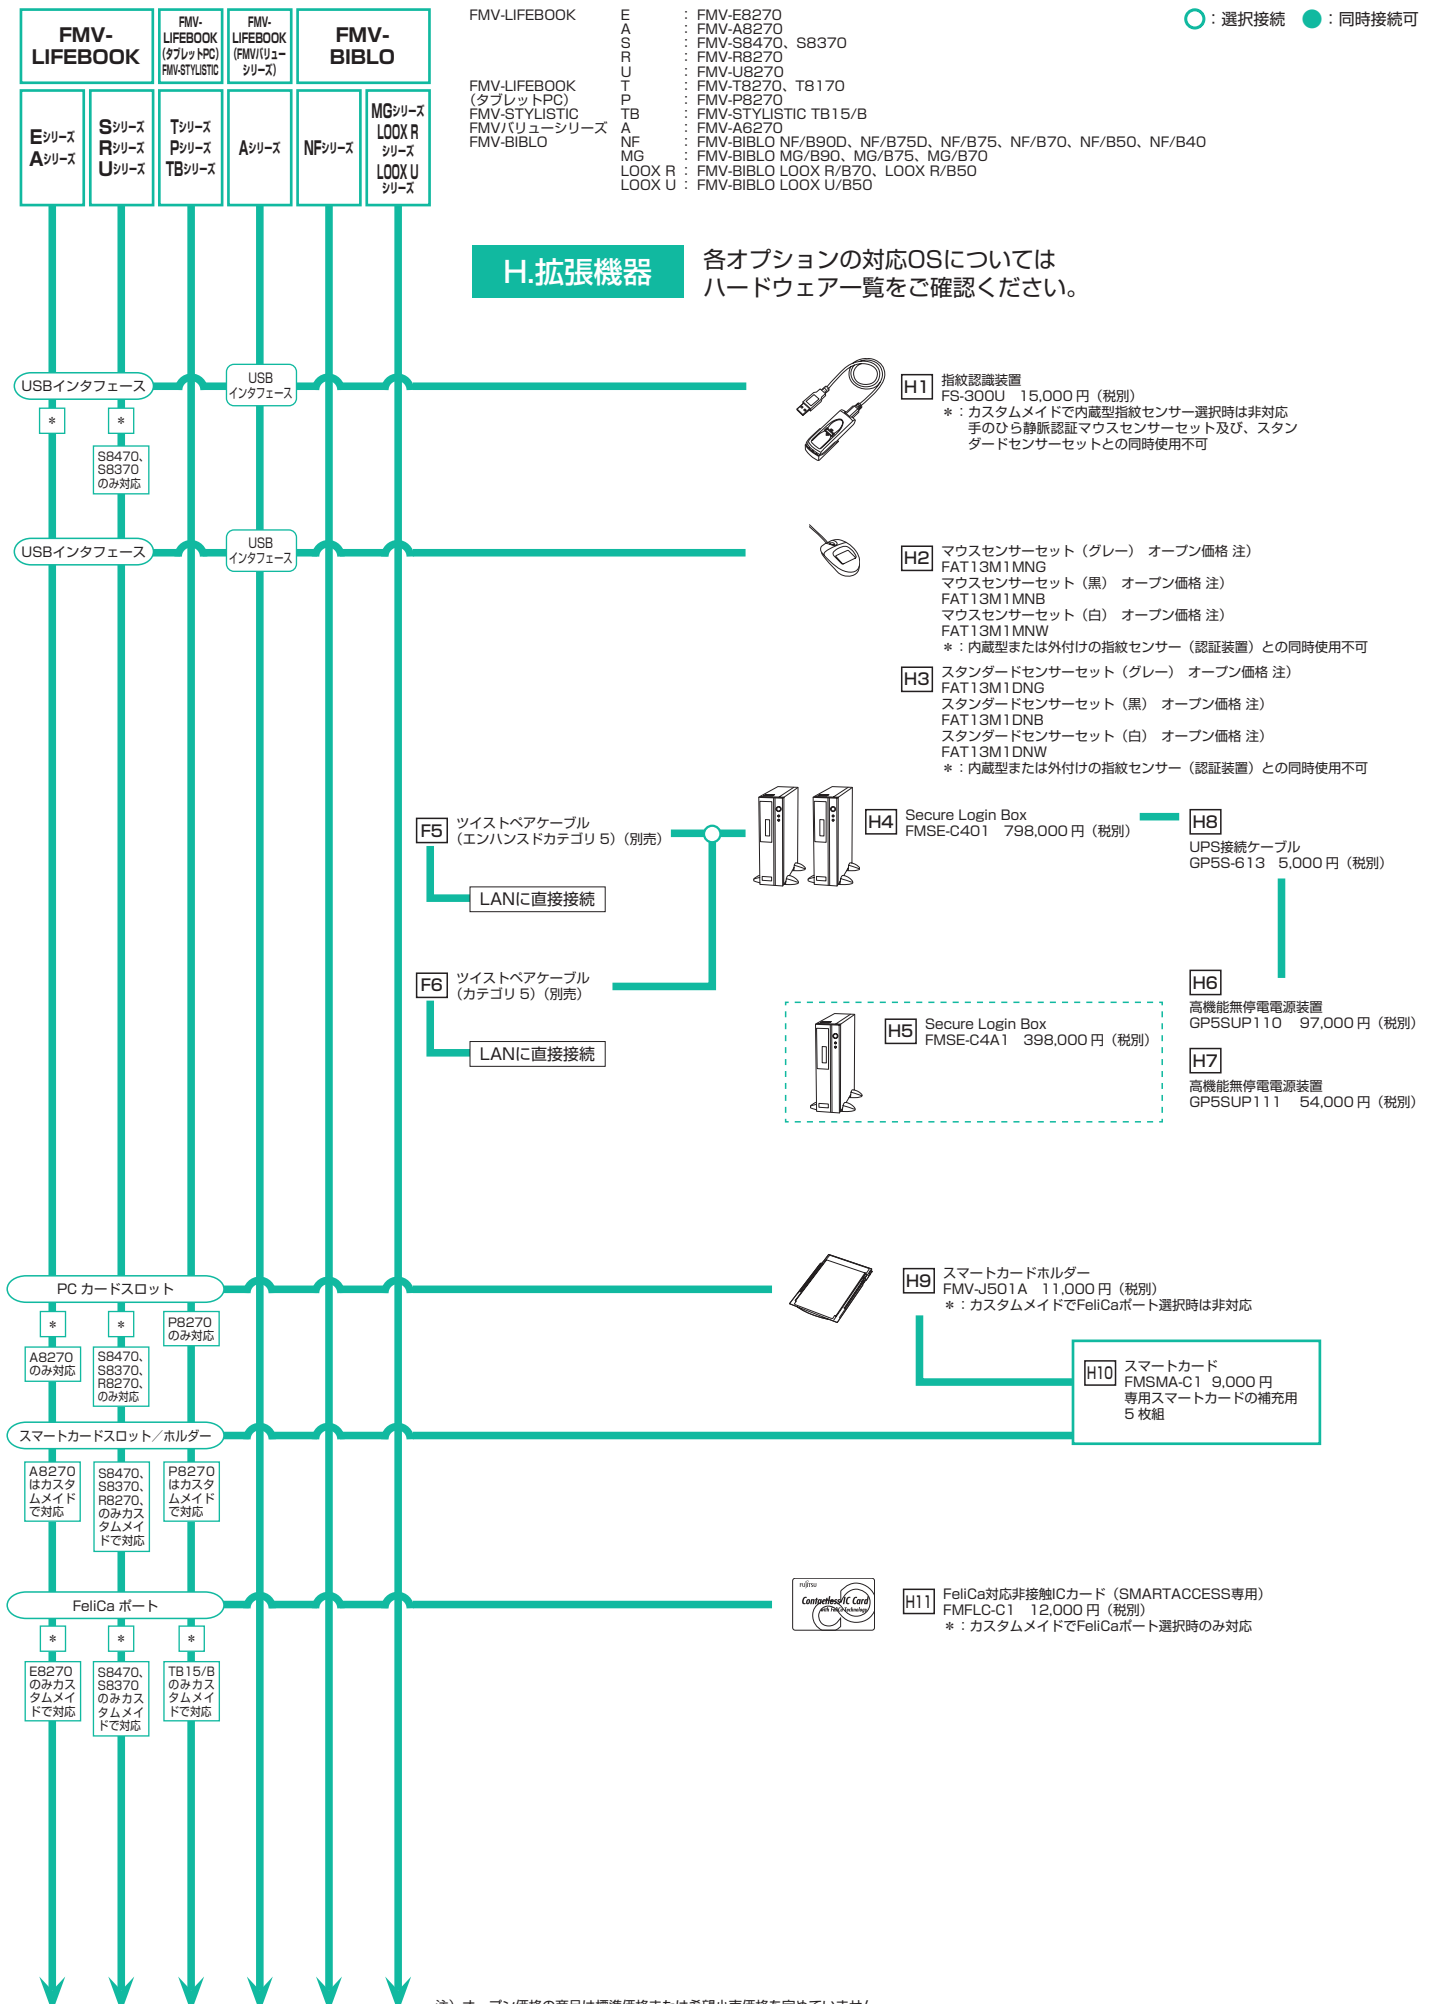 FMV-
LIFEBOOK
FMV-
LIFEBOOK
(タブレットPC)
FMV-STYLISTIC
FMV-
LIFEBOOK
(FMVバリュー
シリーズ)
FMV-
BIBLO
Eシリーズ
Aシリーズ
Sシリーズ
Rシリーズ
Uシリーズ
Tシリーズ
Pシリーズ
TBシリーズ
Aシリーズ
NFシリーズ
MGシリーズ
LOOX R
シリーズ
LOOX U
シリーズ
FMV-LIFEBOOK E : FMV-E8270
A : FMV-A8270
S : FMV-S8470、S8370
R : FMV-R8270
U : FMV-U8270
FMV-LIFEBOOK T : FMV-T8270、T8170
(タブレットPC) P : FMV-P8270
FMV-STYLISTIC TB : FMV-STYLISTIC TB15/B
FMVバリューシリーズ A : FMV-A6270
FMV-BIBLO NF : FMV-BIBLO NF/B90D、NF/B75D、NF/B75、NF/B70、NF/B50、NF/B40
MG : FMV-BIBLO MG/B90、MG/B75、MG/B70
LOOX R : FMV-BIBLO LOOX R/B70、LOOX R/B50
LOOX U : FMV-BIBLO LOOX U/B50
：選択接続 ：同時接続可
H.拡張機器
各オプションの対応OSについては
ハードウェア一覧をご確認ください。
USBインタフェース
USB
インタフェース
＊
＊
S8470、
S8370
のみ対応
H1 指紋認識装置
FS-300U 15,000円（税別）
＊：カスタムメイドで内蔵型指紋センサー選択時は非対応
手のひら静脈認証マウスセンサーセット及び、スタン
ダードセンサーセットとの同時使用不可
USBインタフェース
USB
インタフェース
H2 マウスセンサーセット（グレー） オープン価格 注）
FAT13M1MNG
マウスセンサーセット（黒） オープン価格 注）
FAT13M1MNB
マウスセンサーセット（白） オープン価格 注）
FAT13M1MNW
＊：内蔵型または外付けの指紋センサー（認証装置）との同時使用不可
H3 スタンダードセンサーセット（グレー） オープン価格 注）
FAT13M1DNG
スタンダードセンサーセット（黒） オープン価格 注）
FAT13M1DNB
スタンダードセンサーセット（白） オープン価格 注）
FAT13M1DNW
＊：内蔵型または外付けの指紋センサー（認証装置）との同時使用不可
F5 ツイストペアケーブル
（エンハンスドカテゴリ5）（別売）
LANに直接接続
H4 Secure Login Box
FMSE-C401 798,000円（税別）
H8
UPS接続ケーブル
GP5S-613 5,000円（税別）
F6 ツイストペアケーブル
（カテゴリ5）（別売）
LANに直接接続
H5 Secure Login Box
FMSE-C4A1 398,000円（税別）
H6
高機能無停電電源装置
GP5SUP110 97,000円（税別）
H7
高機能無停電電源装置
GP5SUP111 54,000円（税別）
PCカードスロット
＊
A8270
のみ対応
＊
S8470、
S8370、
R8270、
のみ対応
P8270
のみ対応
H9 スマートカードホルダー
FMV-J501A 11,000円（税別）
＊：カスタムメイドでFeliCaポート選択時は非対応
H10 スマートカード
FMSMA-C1 9,000円
専用スマートカードの補充用
5枚組
スマートカードスロット／ホルダー
A8270
はカスタ
ムメイド
で対応
S8470、
S8370、
R8270、
のみカス
タムメイ
ドで対応
P8270
はカスタ
ムメイド
で対応
FeliCaポート
＊
E8270
のみカス
タムメイ
ドで対応
＊
S8470、
S8370
のみカス
タムメイ
ドで対応
＊
TB15/B
のみカス
タムメイ
ドで対応
FUJITSU
Contactless IC Card
with FeliCa Technology
H11 FeliCa対応非接触ICカード（SMARTACCESS専用）
FMFLC-C1 12,000円（税別）
＊：カスタムメイドでFeliCaポート選択時のみ対応
注）オープン価格の商品は標準価格または希望小売価格を定めていません。